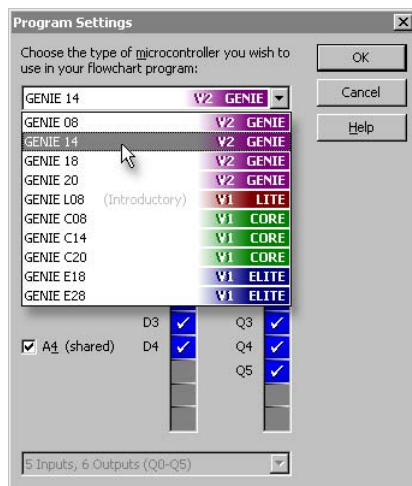 Program Settings
Choose the type of microcontroller you wish to
use in your flowchart program:
OK
Cancel
Help
GENIE 14 V2 GENIE
GENIE 08 V2 GENIE
GENIE 14 V2 GENIE
GENIE 18 V2 GENIE
GENIE 20 V2 GENIE
GENIE L08 (Introductory) V1 LITE
GENIE C08 V1 CORE
GENIE C14 V1 CORE
GENIE C20 V1 CORE
GENIE E18 V1 ELITE
GENIE E28 V1 ELITE
D3 Q3
A4 (shared) D4 Q4
Q5
5 Inputs, 6 Outputs (Q0-Q5)